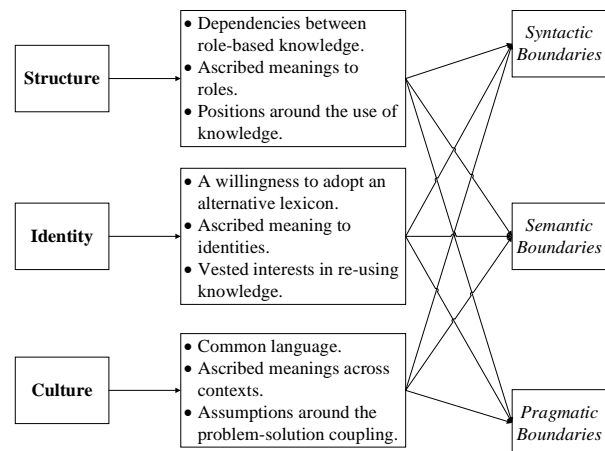 Structure
• Dependencies between
role-based knowledge.
• Ascribed meanings to
roles.
• Positions around the use of
knowledge.
Syntactic
Boundaries
Identity
• A willingness to adopt an
alternative lexicon.
• Ascribed meaning to
identities.
• Vested interests in re-using
knowledge.
Semantic
Boundaries
Culture
• Common language.
• Ascribed meanings across
contexts.
• Assumptions around the
problem-solution coupling.
Pragmatic
Boundaries